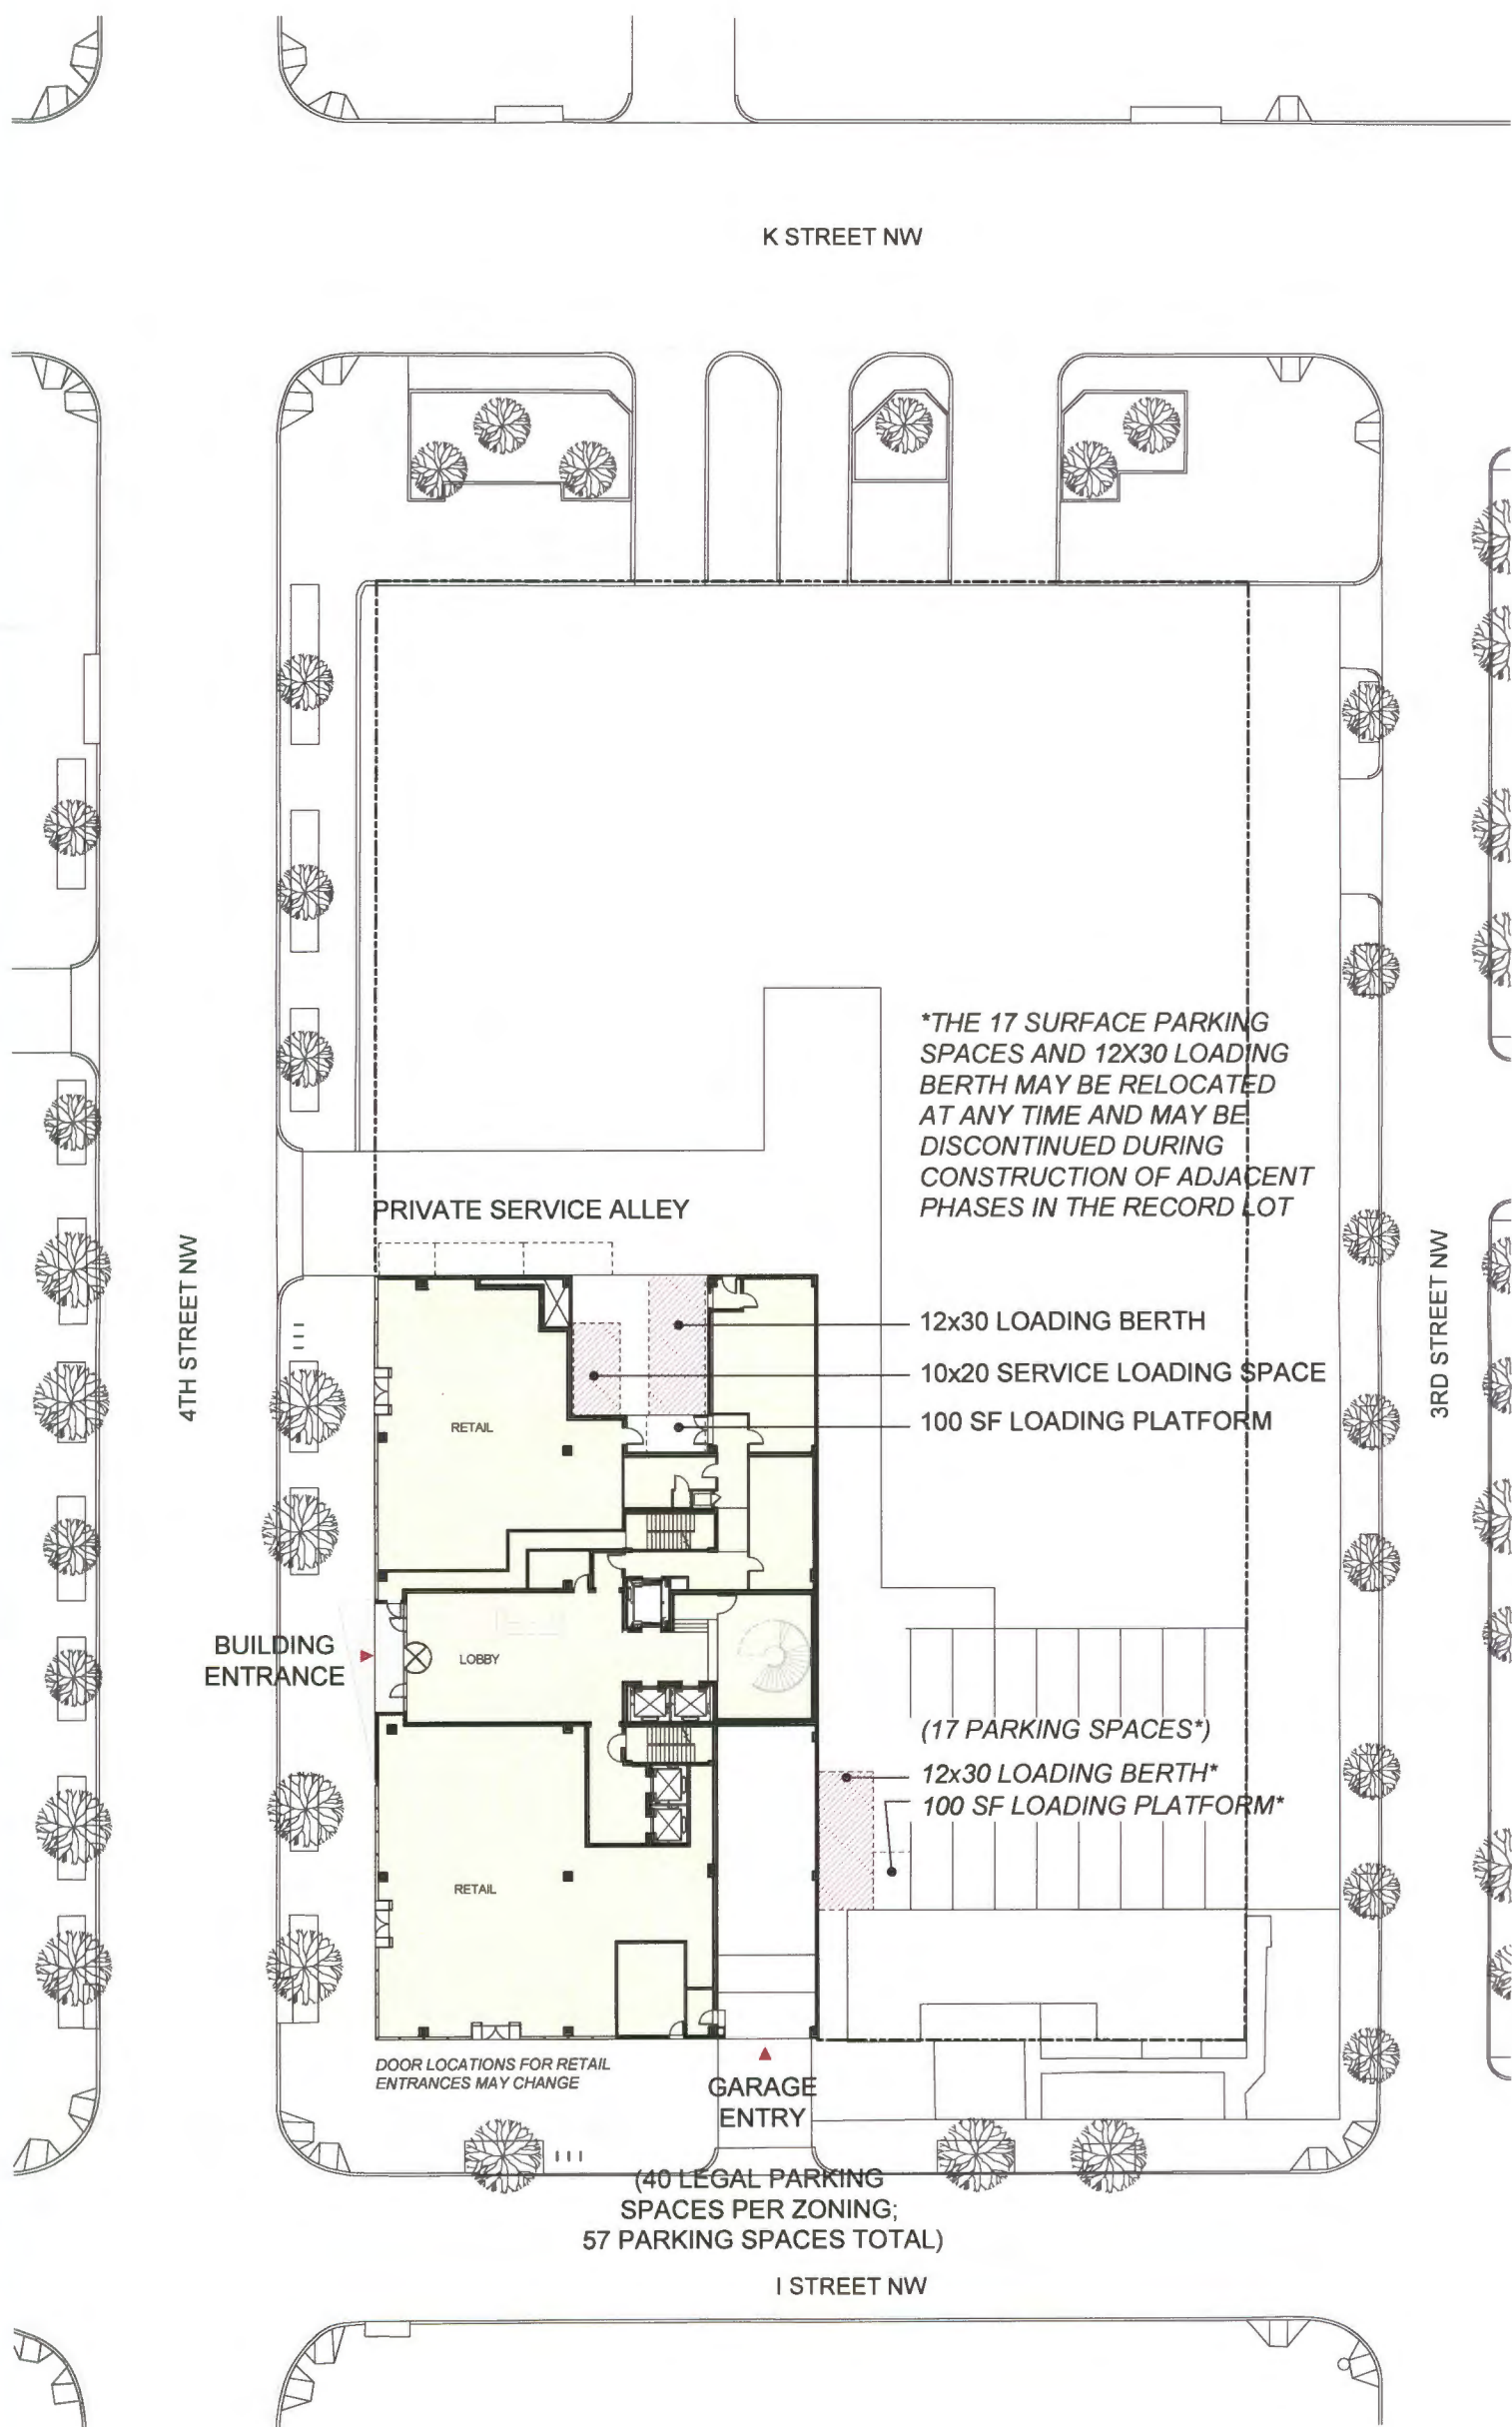 K STREET NW
*THE 17 SURFACE PARKING
SPACES AND 12X30 LOADING
BERTH MAY BE RELOCATED
AT ANY TIME AND MAY BE
DISCONTINUED DURING
CONSTRUCTION OF ADJACENT
PHASES IN THE RECORD LOT
PRIVATE SERVICE ALLEY
4TH STREET NW
3RD STREET NW
12x30 LOADING BERTH
10x20 SERVICE LOADING SPACE
100 SF LOADING PLATFORM
RETAIL
BUILDING
ENTRANCE
LOBBY
(17 PARKING SPACES*)
12x30 LOADING BERTH*
100 SF LOADING PLATFORM*
RETAIL
DOOR LOCATIONS FOR RETAIL
ENTRANCES MAY CHANGE
GARAGE
ENTRY
(40 LEGAL PARKING
SPACES PER ZONING;
57 PARKING SPACES TOTAL)
I STREET NW